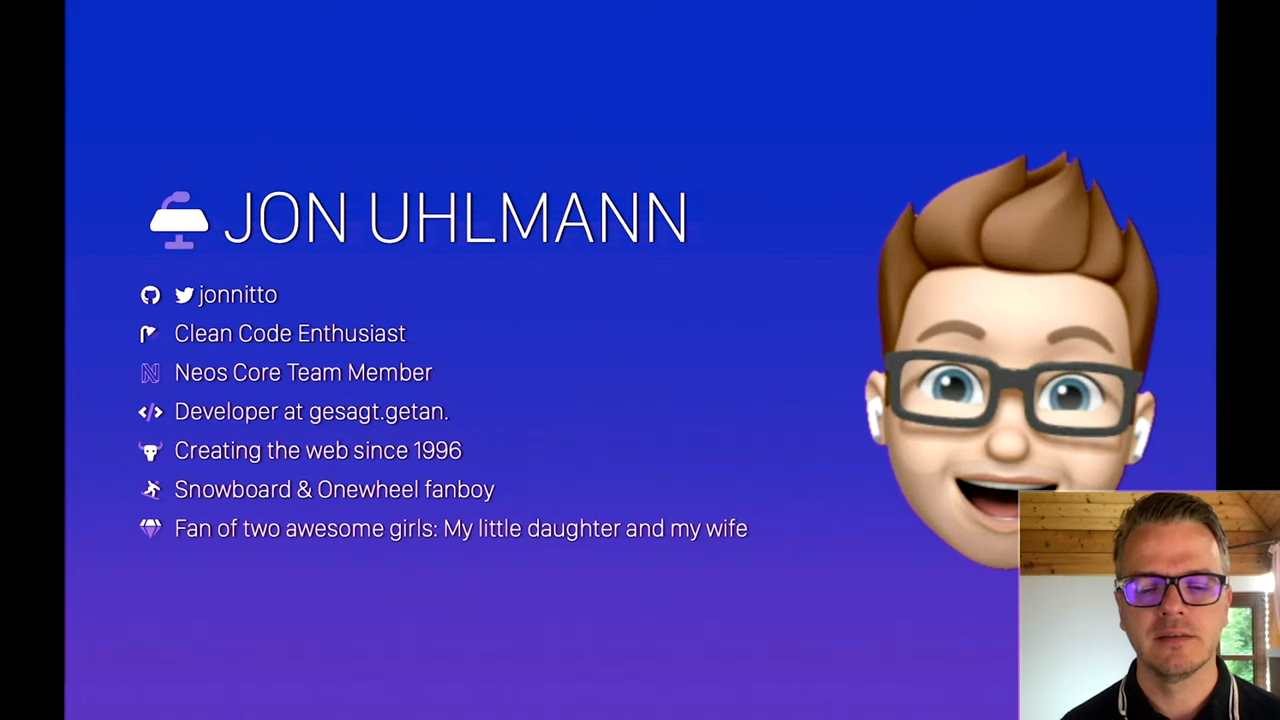 JON UHLMANN
jonnitto
Clean Code Enthusiast
Neos Core Team Member
Developer at gesagt.getan.
Creating the web since 1996
Snowboard & Onewheel fanboy
Fan of two awesome girls: My little daughter and my wife